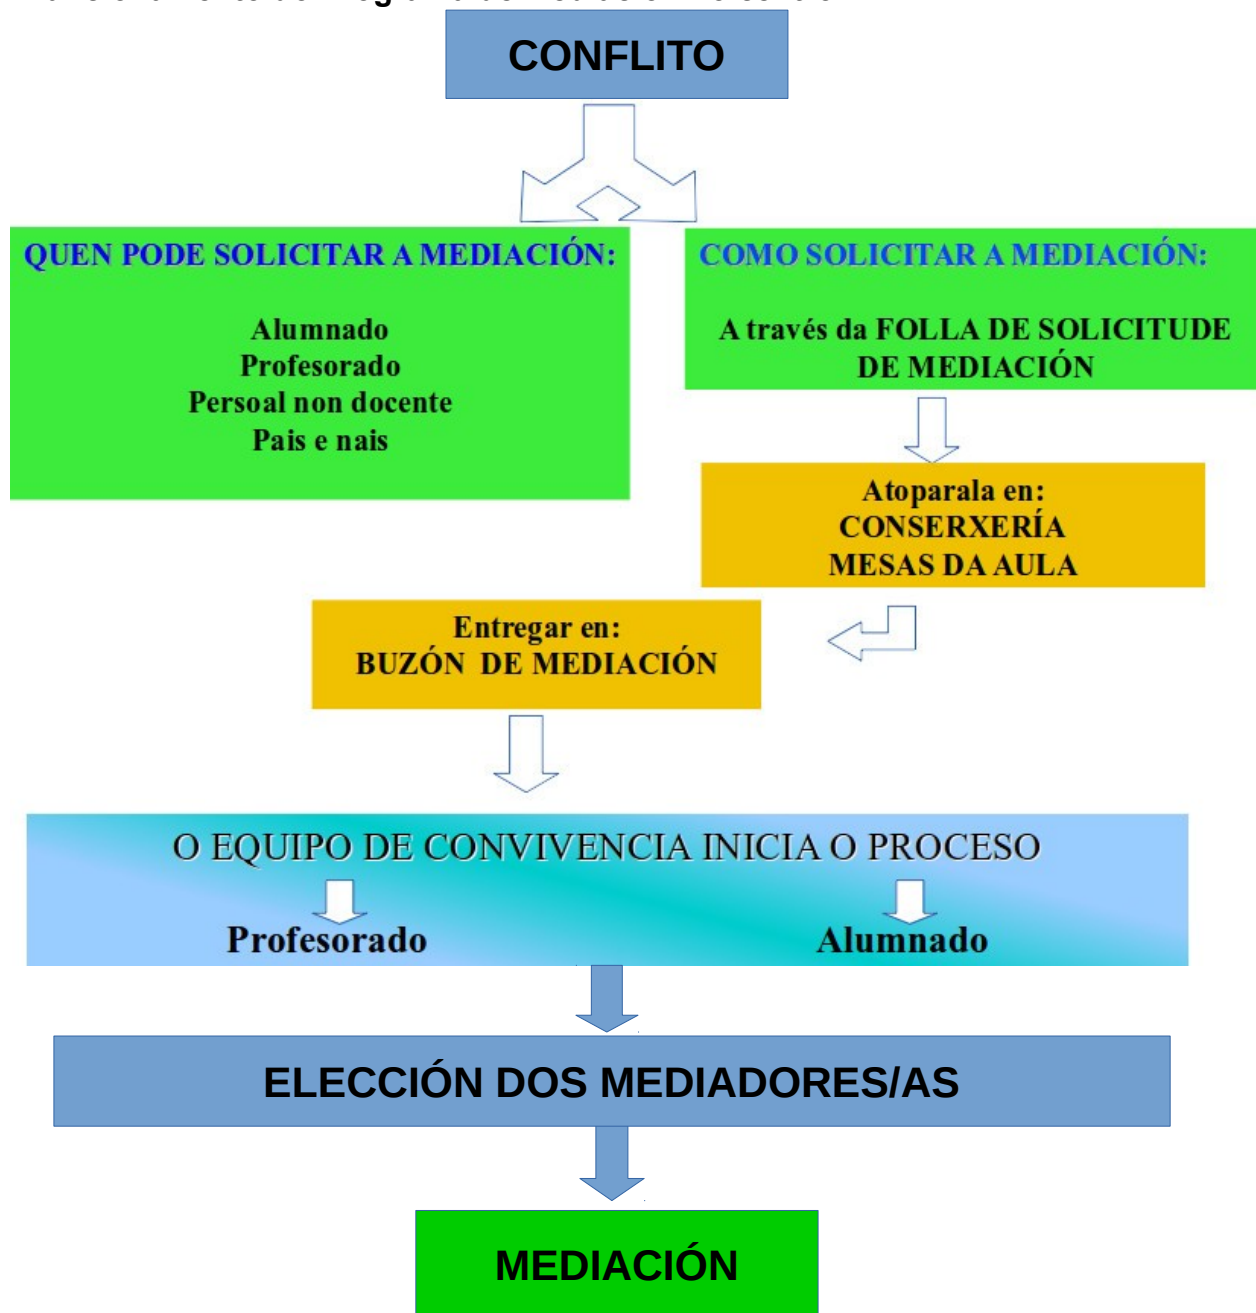 CONFLITO
QUEN PODE SOLICITAR A MEDIACIÓN:
Alumnado
Profesorado
Persoal non docente
Pais e nais
COMO SOLICITAR A MEDIACIÓN:
A través da FOLLA DE SOLICITUDE
DE MEDIACIÓN
Atoparala en:
CONSERXERÍA
MESAS DA AULA
Entregar en:
BUZÓN DE MEDIACIÓN
O EQUIPO DE CONVIVENCIA INICIA O PROCESO
Profesorado
Alumnado
ELECCIÓN DOS MEDIADORES/AS
MEDIACIÓN